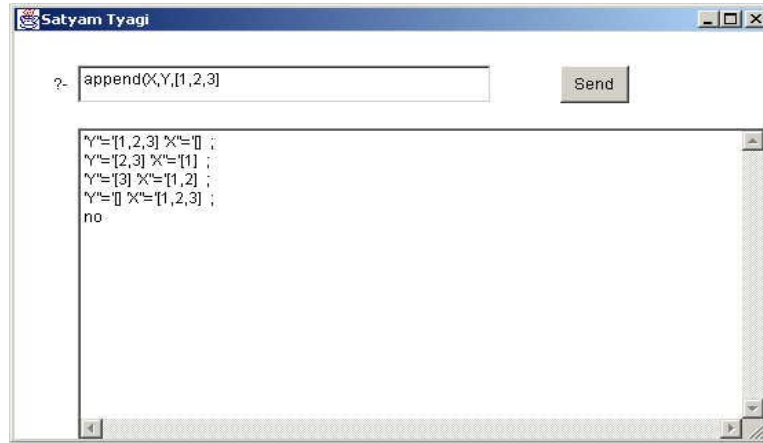 Satyam Tyagi
?- append(X,Y,[1,2,3] Send
'Y''='[1,2,3] 'X''='[] ;
'Y''='[2,3] 'X''='[1] ;
'Y''='[3] 'X''='[1,2] ;
'Y''='[] 'X''='[1,2,3] ;
no